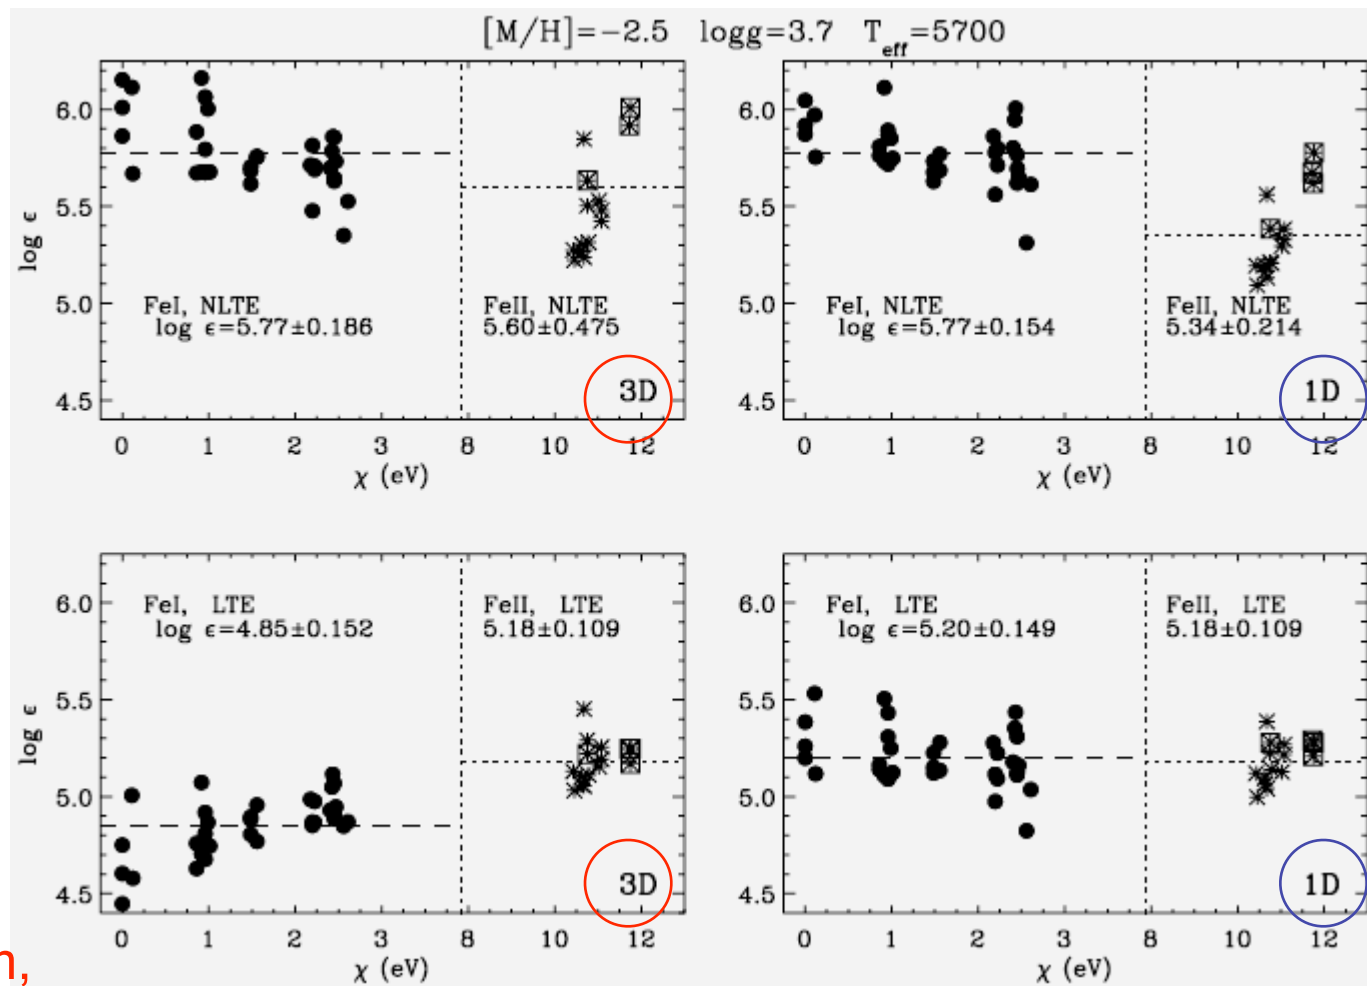 [M/H]=−2.5 logg=3.7 Teff=5700
6.0
5.5
5.0
4.5
log ϵ
FeI, NLTE
log ϵ=5.77±0.186
FeII, NLTE
5.60±0.475
3D
0 1 2 3 8 10 12
χ (eV)
FeI, NLTE
log ϵ=5.77±0.154
FeII, NLTE
5.34±0.214
1D
6.0
5.5
5.0
4.5
0 1 2 3 8 10 12
χ (eV)
FeI, LTE
log ϵ=4.85±0.152
FeII, LTE
5.18±0.109
3D
6.0
5.5
5.0
4.5
log ϵ
0 1 2 3 8 10 12
χ (eV)
FeI, LTE
log ϵ=5.20±0.149
FeII, LTE
5.18±0.109
1D
6.0
5.5
5.0
4.5
0 1 2 3 8 10 12
χ (eV)